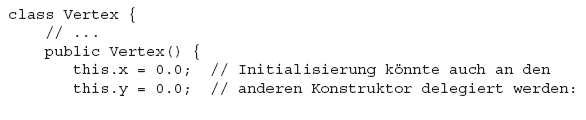 class Vertex {
    // ...
    public Vertex() {
       this.x = 0.0;  // Initialisierung könnte auch an den
       this.y = 0.0;  // anderen Konstruktor delegiert werden: